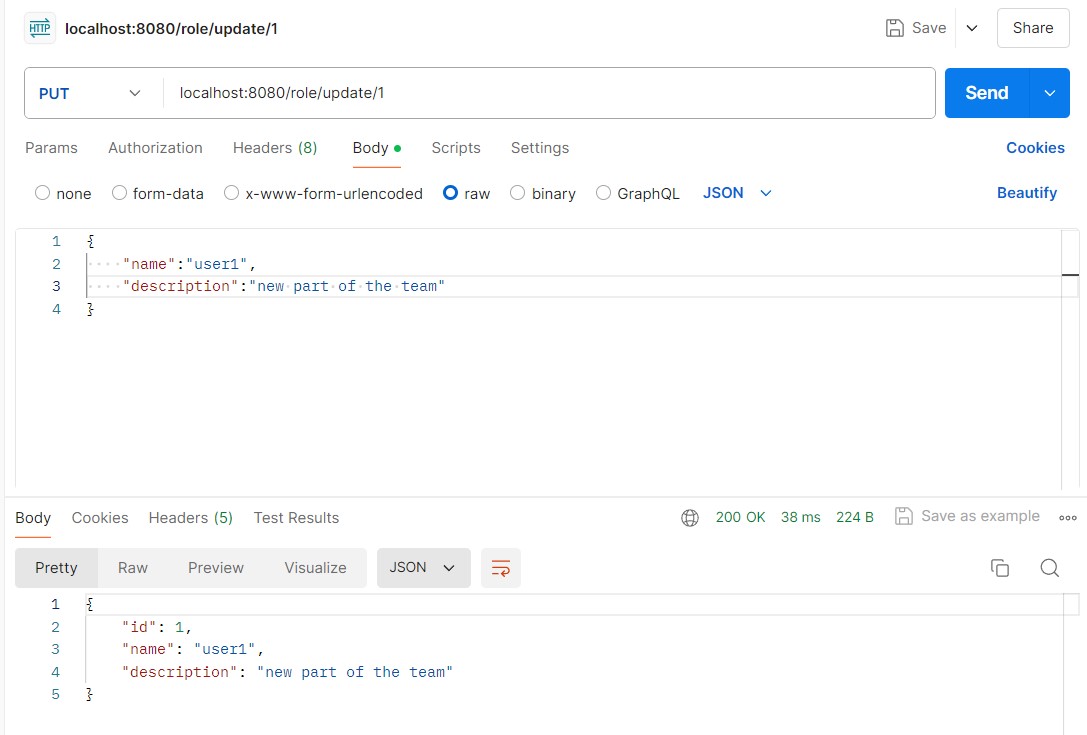 HTTP localhost:8080/role/update/1 Save Share
PUT localhost:8080/role/update/1 Send
Params Authorization Headers (8) Body Scripts Settings Cookies
none form-data x-www-form-urlencoded raw binary GraphQL JSON Beautify
1 {
2 ····"name":"user1",
3 ····"description":"new·part·of·the·team"
4 }
Body Cookies Headers (5) Test Results 200 OK 38 ms 224 B Save as example
Pretty Raw Preview Visualize JSON
1 {
2 "id": 1,
3 "name": "user1",
4 "description": "new part of the team"
5 }